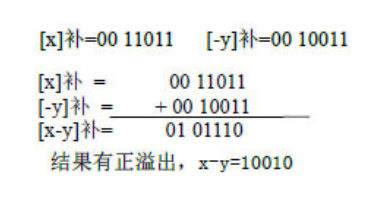 [x]补=00 11011 [-y]补=00 10011
[x]补 = 00 11011
[-y]补 = + 00 10011
[x-y]补= 01 01110
结果有正溢出，x-y=10010